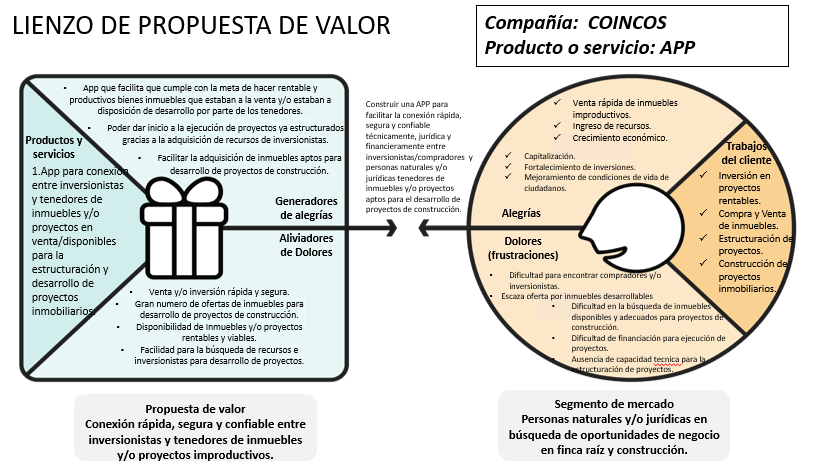 LIENZO DE PROPUESTA DE VALOR
Compañía:  COINCOS
Producto o servicio: APP
• App que facilita que cumple con la meta de hacer rentable y
productivos bienes inmuebles que estaban a la venta y/o estaban a
disposición de desarrollo por parte de los tenedores.
• Poder dar inicio a la ejecución de proyectos ya estructurados
gracias a la adquisición de recursos de inversionistas.
• Facilitar la adquisición de inmuebles aptos para
desarrollo de proyectos de construcción.
Productos y
servicios
1.App para conexión
entre inversionistas
y tenedores de
inmuebles y/o
proyectos en
venta/disponibles
para la
estructuración y
desarrollo de
proyectos
inmobiliarios.
Generadores
de alegrías
Aliviadores
de Dolores
• Venta y/o inversión rápida y segura.
• Gran numero de ofertas de inmuebles para
desarrollo de proyectos de construcción.
• Disponibilidad de Inmuebles y/o proyectos
rentables y viables.
• Facilidad para la búsqueda de recursos e
inversionistas para desarrollo de proyectos.
Construir una APP para
facilitar la conexión rápida,
segura y confiable
técnicamente, jurídica y
financieramente entre
inversionistas/compradores y
personas naturales y/o
jurídicas tenedores de
inmuebles y/o proyectos
aptos para el desarrollo de
proyectos de construcción.
✓ Venta rápida de inmuebles
improductivos.
✓ Ingreso de recursos.
✓ Crecimiento económico.
✓ Capitalización.
✓ Fortalecimiento de inversiones.
✓ Mejoramiento de condiciones de vida de
ciudadanos.
Alegrías
Dolores
(frustraciones)
• Dificultad para encontrar compradores y/o
inversionistas.
• Escaza oferta por inmuebles desarrollables
• Dificultad en la búsqueda de inmuebles
disponibles y adecuados para proyectos de
construcción.
• Dificultad de financiación para ejecución de
proyectos.
• Ausencia de capacidad tecnica para la
estructuración de proyectos.
Trabajos
del cliente
✓ Inversión en
proyectos
rentables.
✓ Compra y Venta
de inmuebles.
✓ Estructuración de
proyectos.
✓ Construcción de
proyectos
inmobiliarios.
Propuesta de valor
Conexión rápida, segura y confiable entre
inversionistas y tenedores de inmuebles
y/o proyectos improductivos.
Segmento de mercado
Personas naturales y/o jurídicas en
búsqueda de oportunidades de negocio
en finca raíz y construcción.